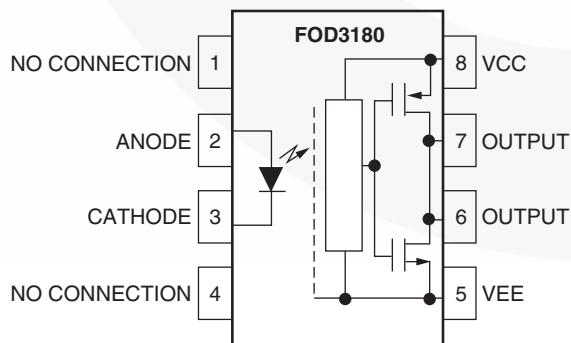 FOD3180
NO CONNECTION 1
8 VCC
ANODE 2
7 OUTPUT
CATHODE 3
6 OUTPUT
NO CONNECTION 4
5 VEE